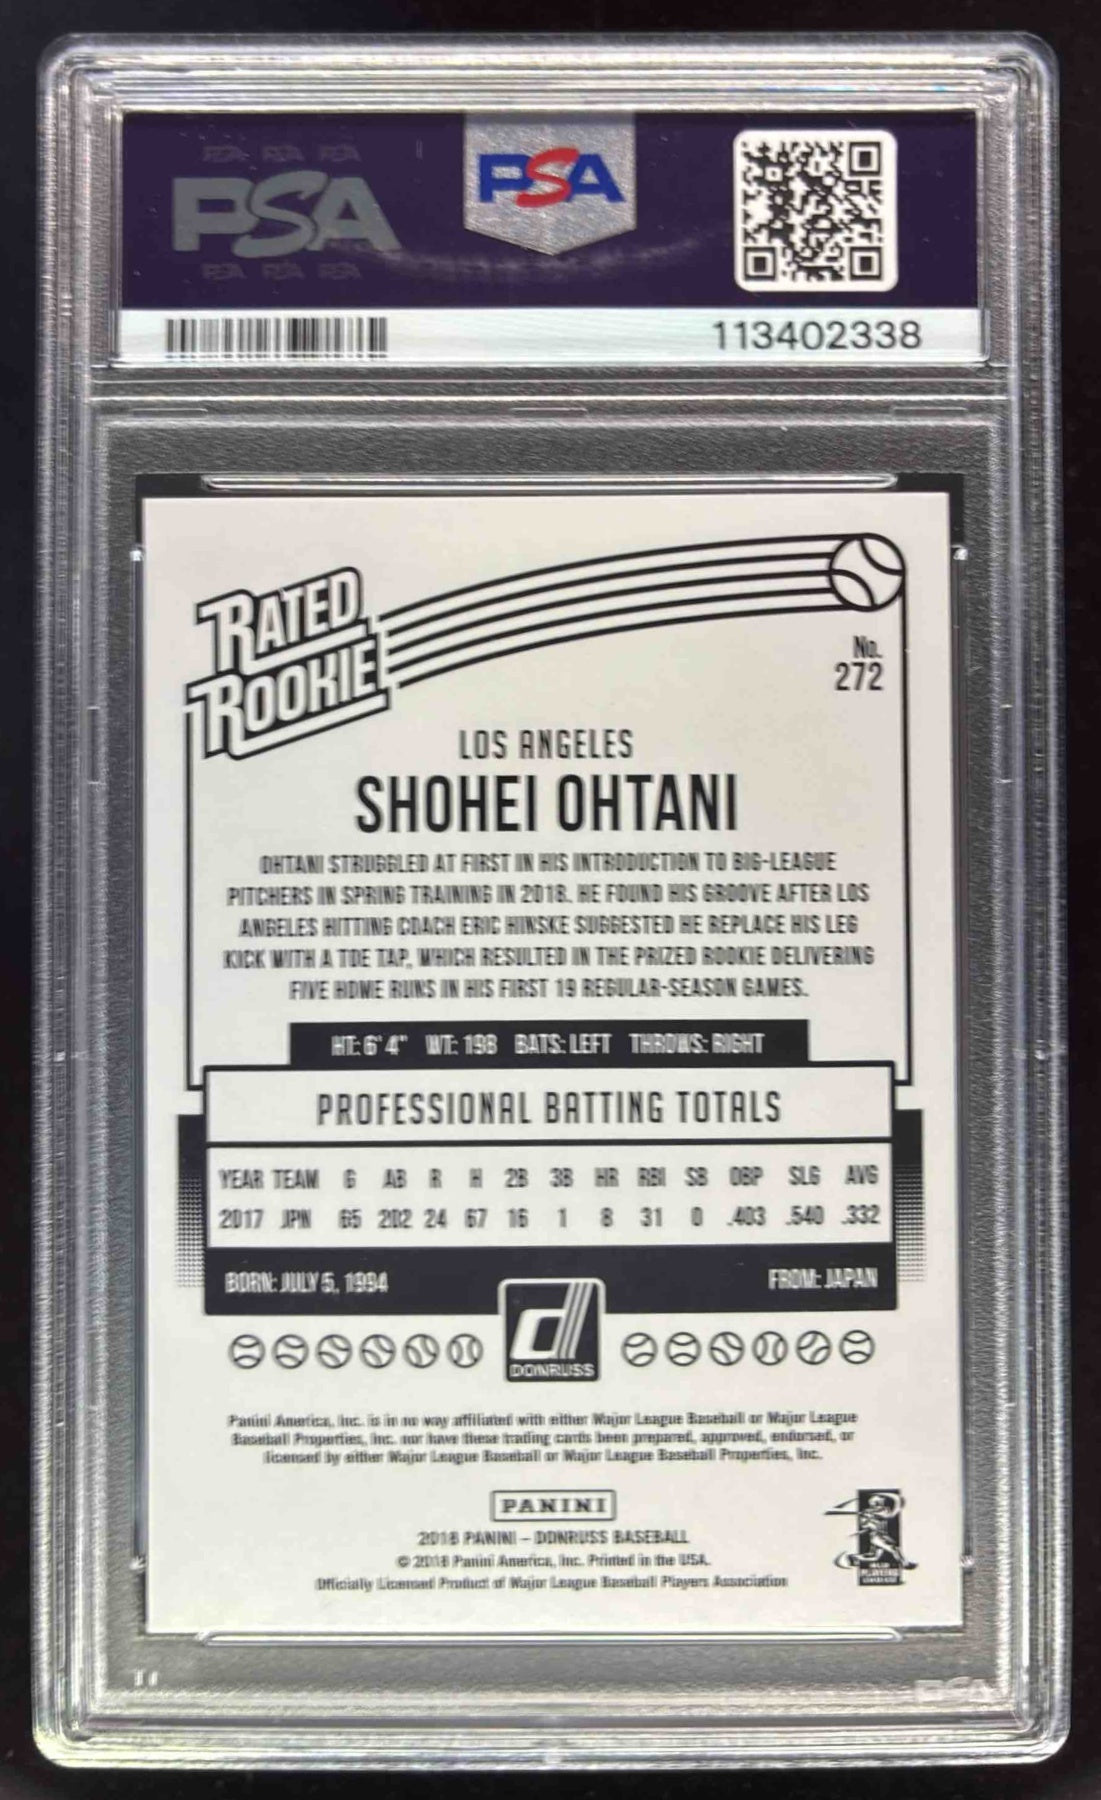 PSA PSA PSA
PSA
PSA PSA PSA
PSA
113402338
RATED
ROOKIE
No.
272
LOS ANGELES
SHOHEI OHTANI
OHTANI STRUGGLED AT FIRST IN HIS INTRODUCTION TO BIG-LEAGUE
PITCHERS IN SPRING TRAINING IN 2018. HE FOUND HIS GROOVE AFTER LOS
ANGELES HITTING COACH ERIC HINSKE SUGGESTED HE REPLACE HIS LEG
KICK WITH A TOE TAP, WHICH RESULTED IN THE PRIZED ROOKIE DELIVERING
FIVE HOME RUNS IN HIS FIRST 19 REGULAR-SEASON GAMES.
HT: 6' 4" WT: 198 BATS: LEFT THROWS: RIGHT
PROFESSIONAL BATTING TOTALS
YEAR TEAM G AB R H 2B 3B HR RBI SB OBP SLG AVG
2017 JPN 65 202 24 67 16 1 8 31 0 .403 .540 .332
BORN: JULY 5, 1994 FROM: JAPAN
d
DONRUSS
Panini America, Inc. is in no way affiliated with either Major League Baseball or Major League
Baseball Properties, Inc. nor have these trading cards been prepared, approved, endorsed, or
licensed by either Major League Baseball or Major League Baseball Properties, Inc.
PANINI
2018 PANINI – DONRUSS BASEBALL
© 2018 Panini America, Inc. Printed in the USA.
Officially Licensed Product of Major League Baseball Players Association
PSA